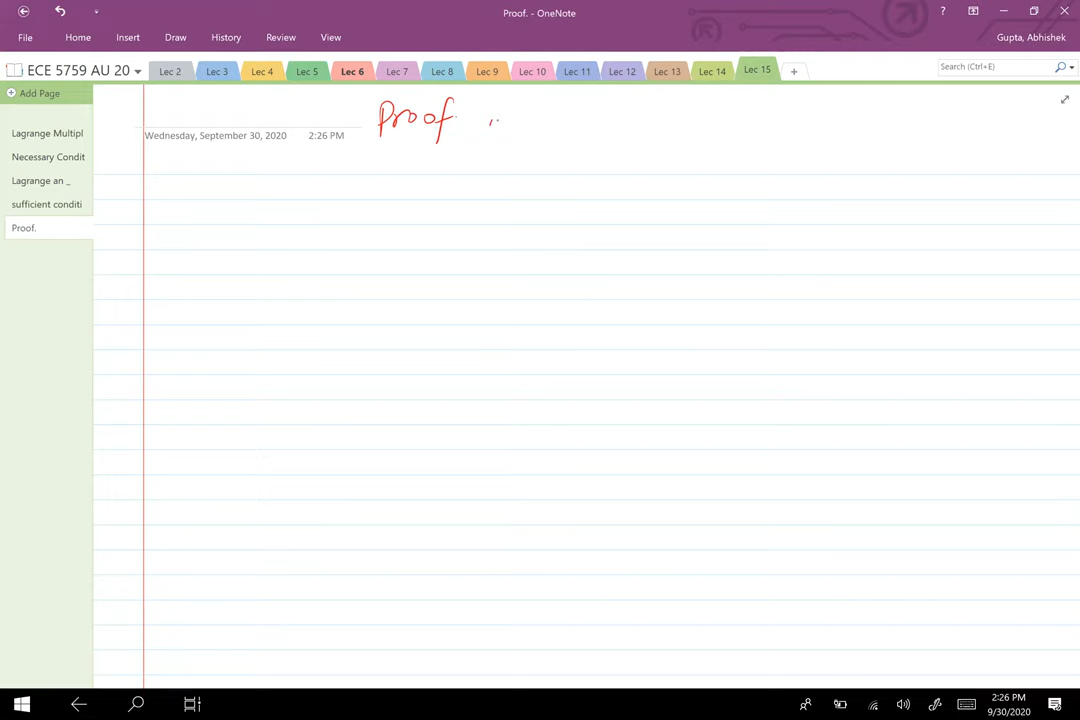 Proof. - OneNote
?
File Home Insert Draw History Review View Gupta, Abhishek
ECE 5759 AU 20 Lec 2 Lec 3 Lec 4 Lec 5 Lec 6 Lec 7 Lec 8 Lec 9 Lec 10 Lec 11 Lec 12 Lec 13 Lec 14 Lec 15 + Search (Ctrl+E)
Add Page
Proof.
Wednesday, September 30, 2020 2:26 PM
Lagrange Multipl
Necessary Condit
Lagrange an _
sufficient conditi
Proof.
2:26 PM
9/30/2020